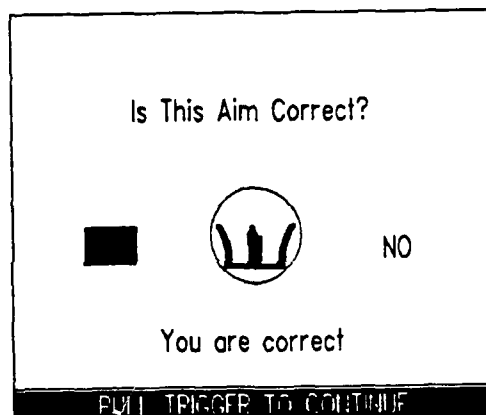 Is This Aim Correct?
NO
You are correct
PULL TRIGGER TO CONTINUE